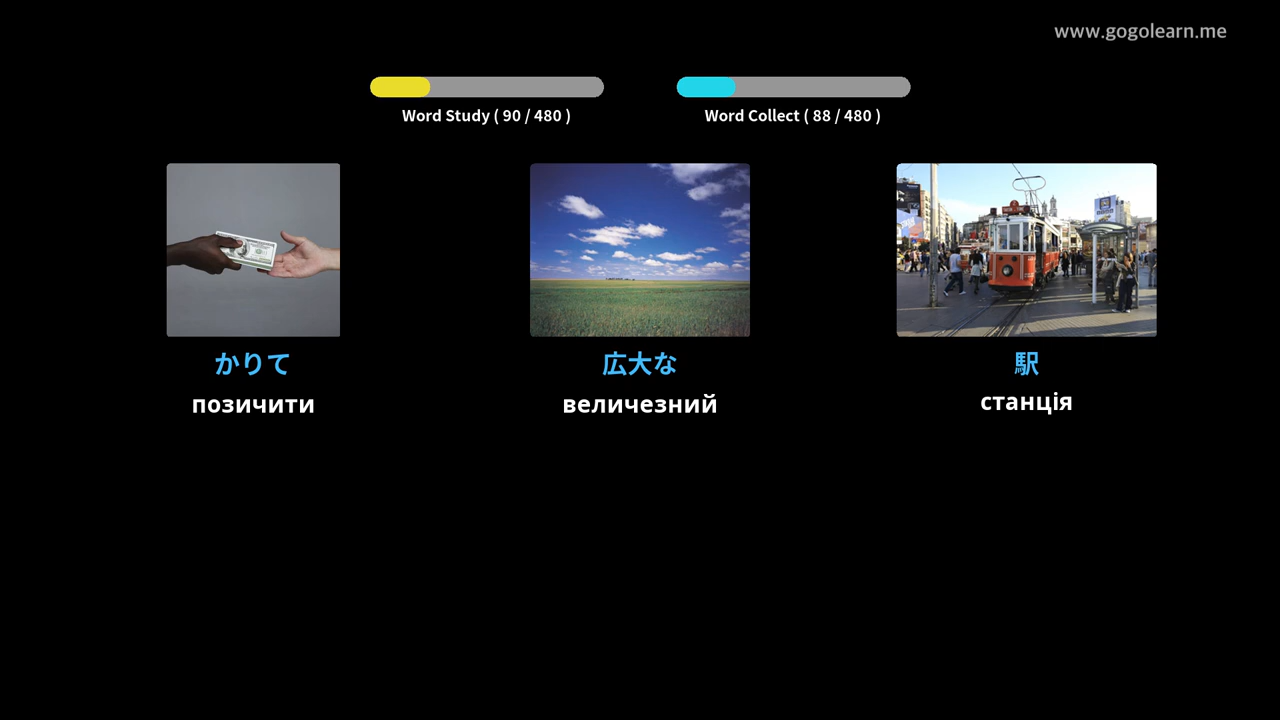 www.gogolearn.me
Word Study ( 90 / 480 )
Word Collect ( 88 / 480 )
かりて
позичити
広大な
величезний
駅
станція